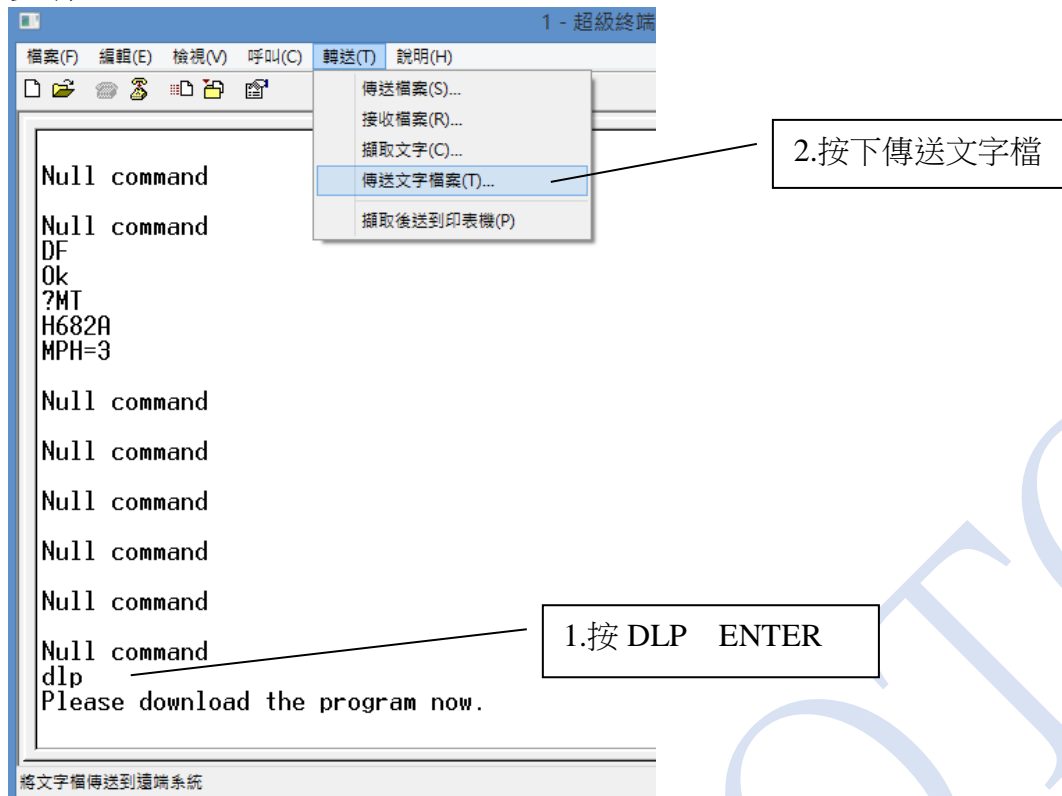 1 - 超級終端
檔案(F) 編輯(E) 檢視(V) 呼叫(C) 轉送(T) 說明(H)
傳送檔案(S)...
接收檔案(R)...
擷取文字(C)...
傳送文字檔案(T)...
擷取後送到印表機(P)
2.按下傳送文字檔
Null command
Null command
DF
Ok
?MT
H682A
MPH=3
Null command
Null command
Null command
Null command
Null command
Null command
dlp
Please download the program now.
1.按 DLP ENTER
將文字檔傳送到遠端系統